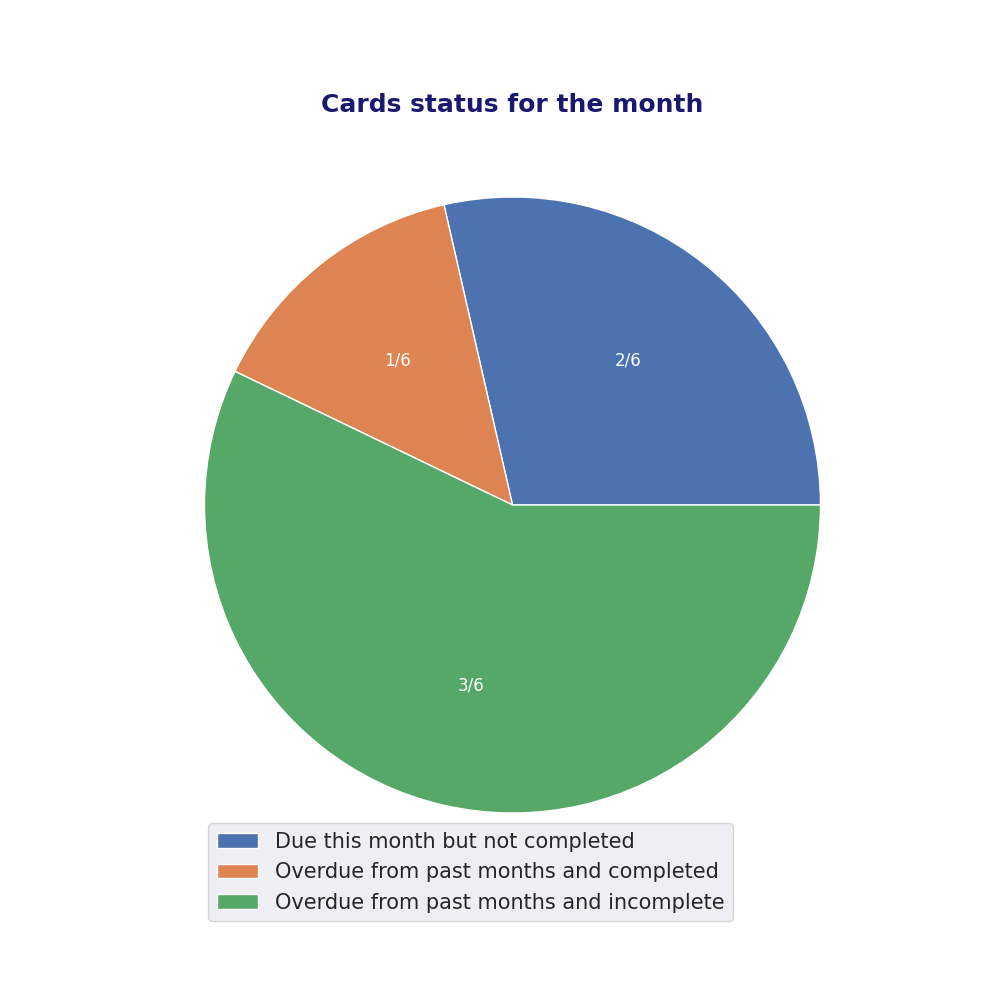 Cards status for the month
1/6
2/6
3/6
Due this month but not completed
Overdue from past months and completed
Overdue from past months and incomplete